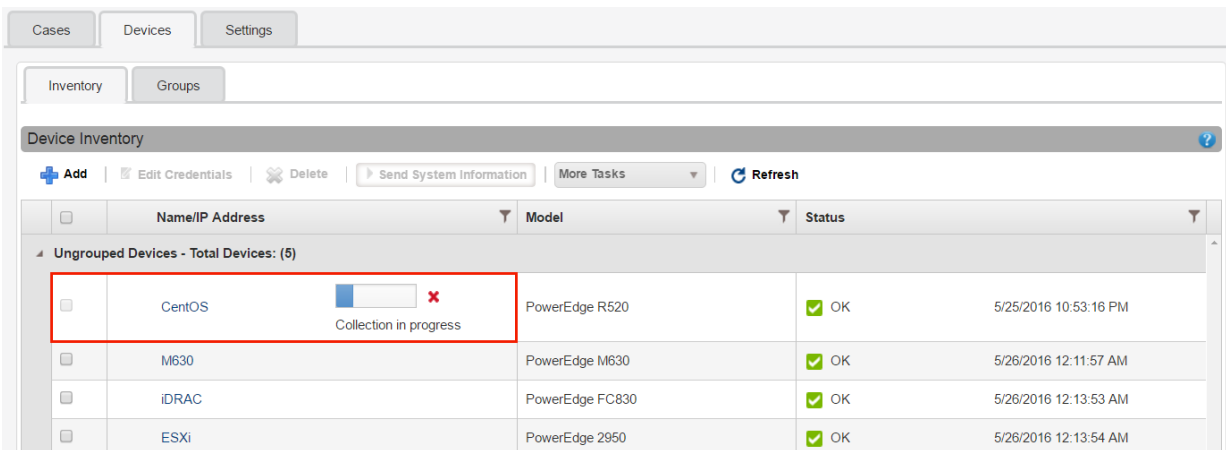 Cases Devices Settings
Inventory Groups
Device Inventory ?
Add Edit Credentials Delete Send System Information More Tasks Refresh
Name/IP Address Model Status
Ungrouped Devices - Total Devices: (5)
CentOS PowerEdge R520 OK 5/25/2016 10:53:16 PM
Collection in progress
M630 PowerEdge M630 OK 5/26/2016 12:11:57 AM
iDRAC PowerEdge FC830 OK 5/26/2016 12:13:53 AM
ESXi PowerEdge 2950 OK 5/26/2016 12:13:54 AM